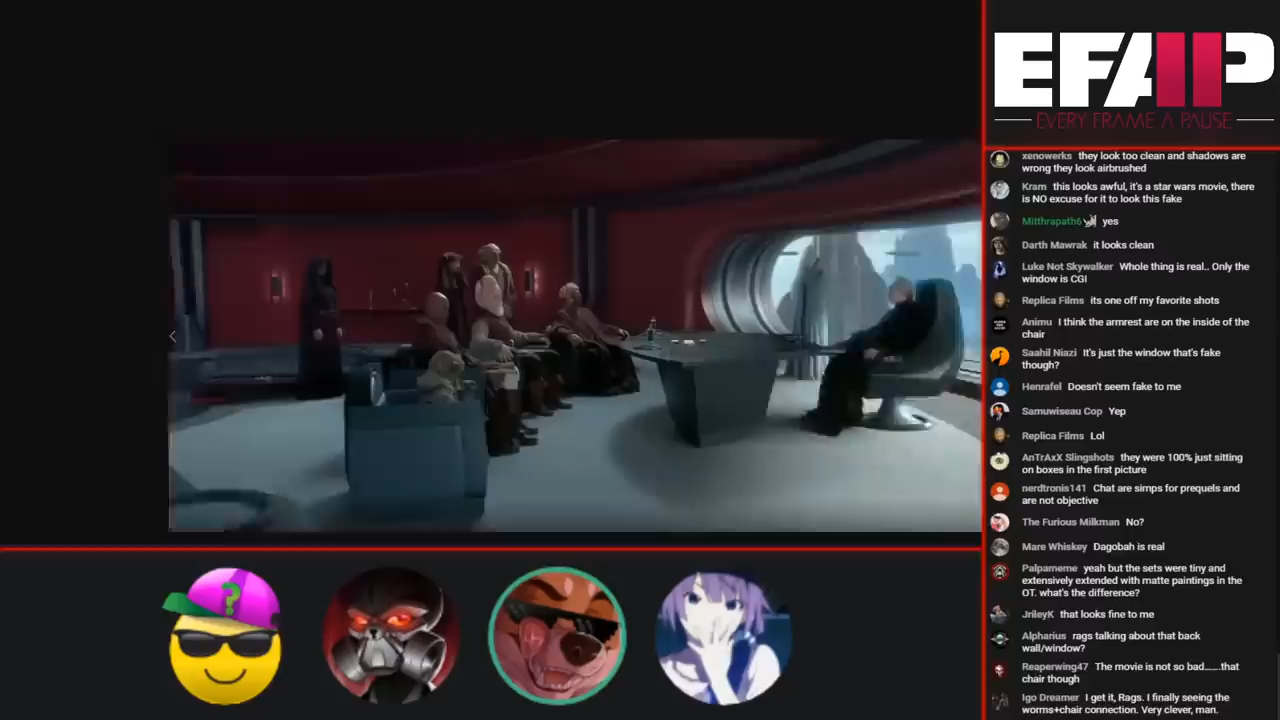 EFAP
EVERY FRAME A PAUSE
xenowerks they look too clean and shadows are
wrong they look airbrushed
Kram this looks awful, it's a star wars movie, there
is NO excuse for it to look this fake
Mitthrapath6 yes
Darth Mawrak it looks clean
Luke Not Skywalker Whole thing is real.. Only the
window is CGI
Replica Films its one off my favorite shots
Animu I think the armrest are on the inside of the
chair
Saahil Niazi It's just the window that's fake
though?
Henrafel Doesn't seem fake to me
Samuwiseau Cop Yep
Replica Films Lol
AnTrAxX Slingshots they were 100% just sitting
on boxes in the first picture
nerdtronis141 Chat are simps for prequels and
are not objective
The Furious Milkman No?
Mare Whiskey Dagobah is real
Palpameme yeah but the sets were tiny and
extensively extended with matte paintings in the
OT. what's the difference?
JrileyK that looks fine to me
Alpharius rags talking about that back
wall/window?
Reaperwing47 The movie is not so bad.......that
chair though
Igo Dreamer I get it, Rags. I finally seeing the
worms+chair connection. Very clever, man.
?